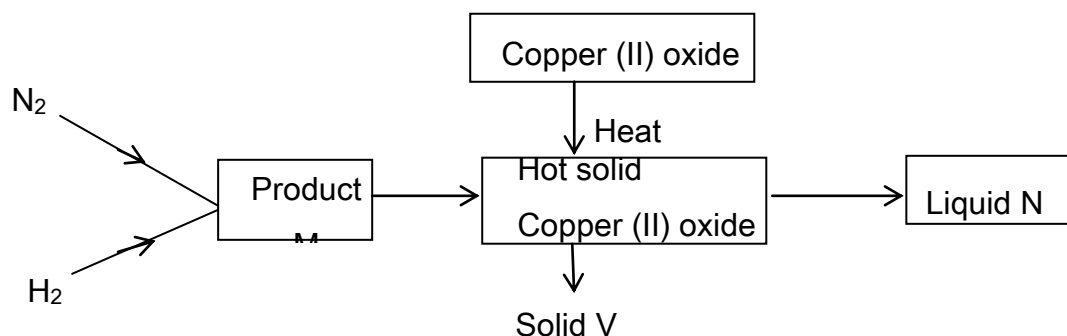 Copper (II) oxide
N₂
Heat
Hot solid
Product
M
Copper (II) oxide
Liquid N
H₂
Solid V